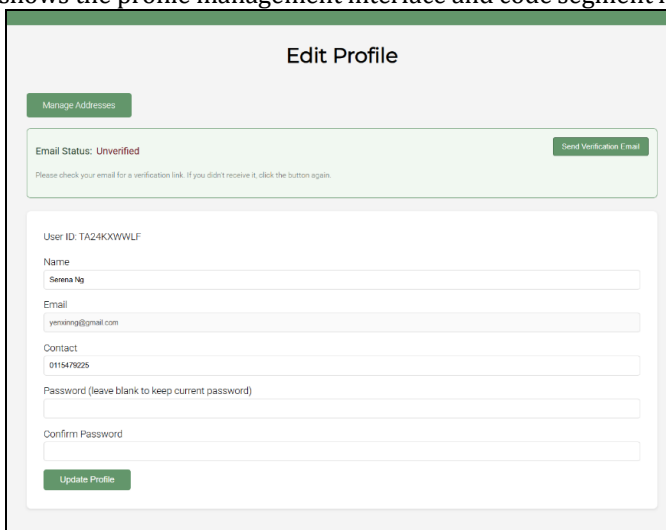 shows the profile management interface and code segment
Edit Profile
Manage Addresses
Email Status: Unverified
Send Verification Email
Please check your email for a verification link. If you didn't receive it, click the button again.
User ID: TA24KXWWLF
Name
Serena Ng
Email
yenxinng@gmail.com
Contact
0115479225
Password (leave blank to keep current password)
Confirm Password
Update Profile